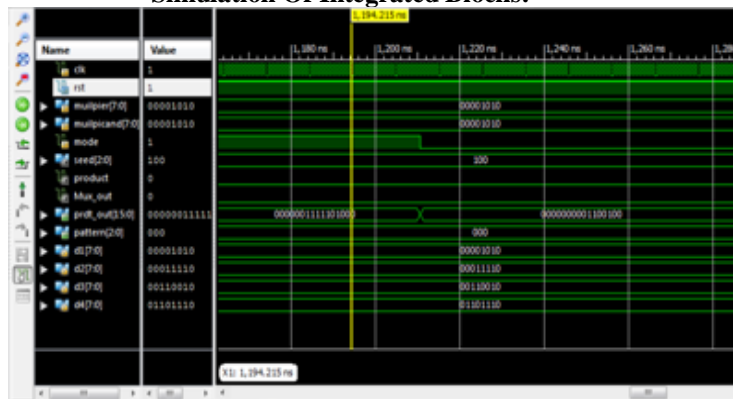 Simulation Of Integrated Blocks:
1,194.215 ns
Name Value 1,180 ns 1,200 ns 1,220 ns 1,240 ns 1,260 ns
clk 1
rst 1
mulipier[7:0] 00001010 00001010
mulipicand[7:0] 00001010 00001010
mode 1
seed[2:0] 100 100
product 0
Mux_out 0
prdt_out[15:0] 00000011111 0000001111101000 0000000001100100
pattern[2:0] 000 000
d1[7:0] 00001010 00001010
d2[7:0] 00011110 00011110
d3[7:0] 00110010 00110010
d4[7:0] 01101110 01101110
X1: 1,194.215 ns